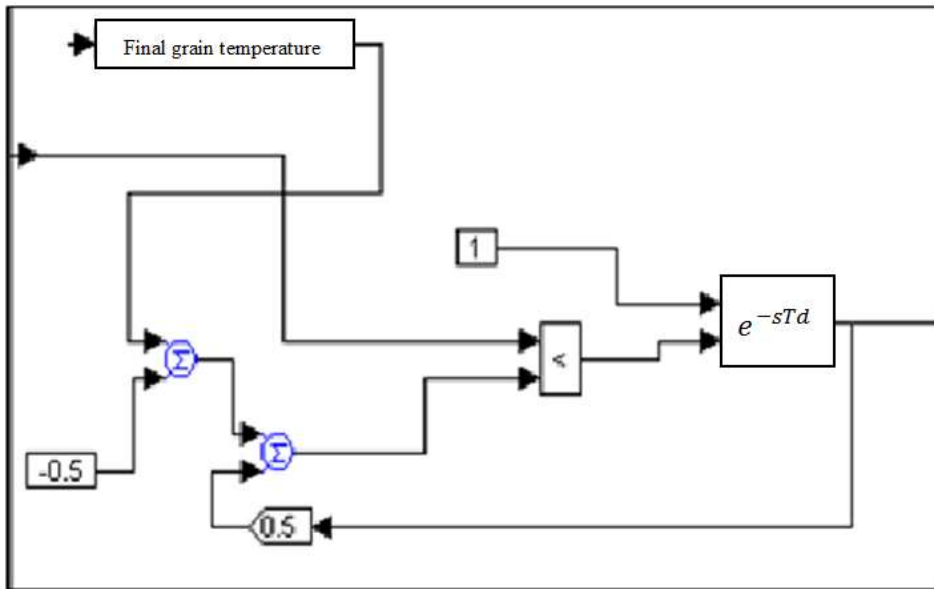 Final grain temperature
1
e^{-sTd}
<
Σ
Σ
-0.5
0.5